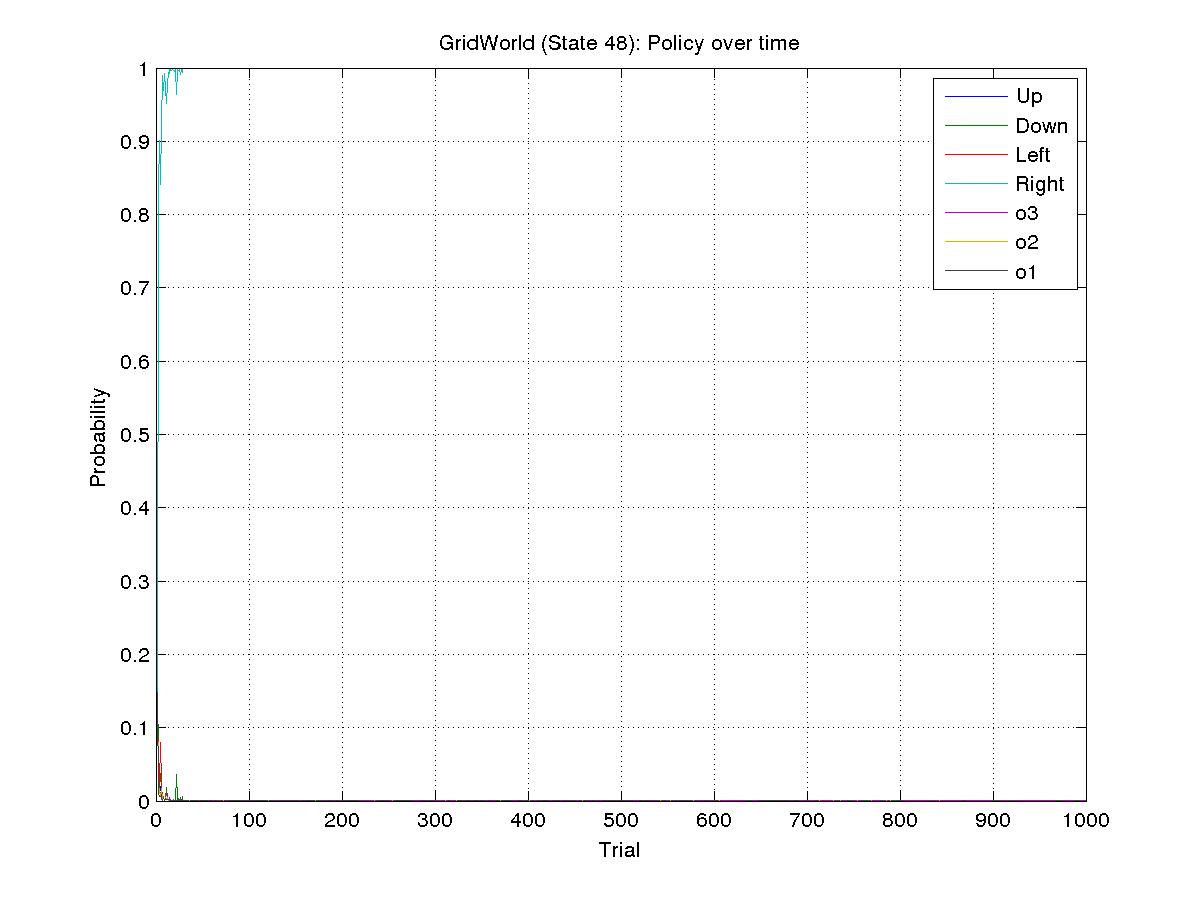 GridWorld (State 48): Policy over time
1
0.9
0.8
0.7
0.6
0.5
0.4
0.3
0.2
0.1
0
Probability
0 100 200 300 400 500 600 700 800 900 1000
Trial
Up
Down
Left
Right
o3
o2
o1